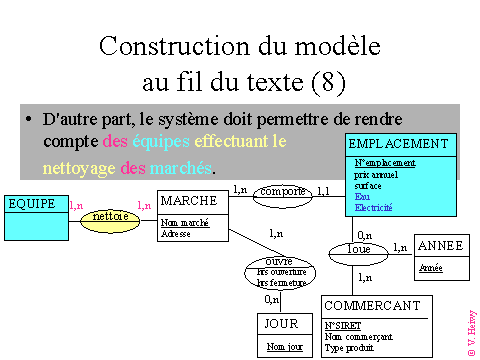 Construction du modèle
au fil du texte (8)
• D'autre part, le système doit permettre de rendre
compte des équipes effectuant le
nettoyage des marchés.
EMPLACEMENT
N°emplacement
prix annuel
surface
Eau
Electricité
EQUIPE
1,n
nettoie
1,n
MARCHE
Nom marché
Adresse
1,n
comporte
1,1
1,n
ouvre
hrs ouverture
hrs fermeture
0,n
JOUR
Nom jour
0,n
loue
1,n
ANNEE
Année
1,n
COMMERCANT
N°SIRET
Nom commerçant
Type produit
© V. Heiwy